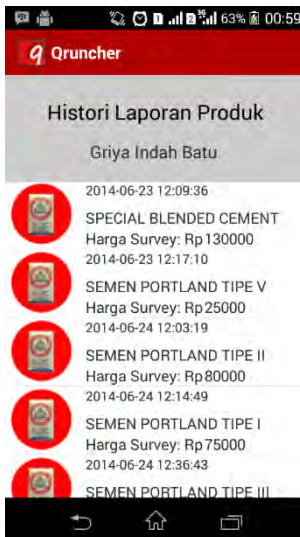 63% 00:59
Qruncher
Histori Laporan Produk
Griya Indah Batu
2014-06-23 12:09:36
SPECIAL BLENDED CEMENT
Harga Survey: Rp130000
2014-06-23 12:17:10
SEMEN PORTLAND TIPE V
Harga Survey: Rp25000
2014-06-24 12:03:19
SEMEN PORTLAND TIPE II
Harga Survey: Rp80000
2014-06-24 12:14:49
SEMEN PORTLAND TIPE I
Harga Survey: Rp75000
2014-06-24 12:36:43
SEMEN PORTLAND TIPE III